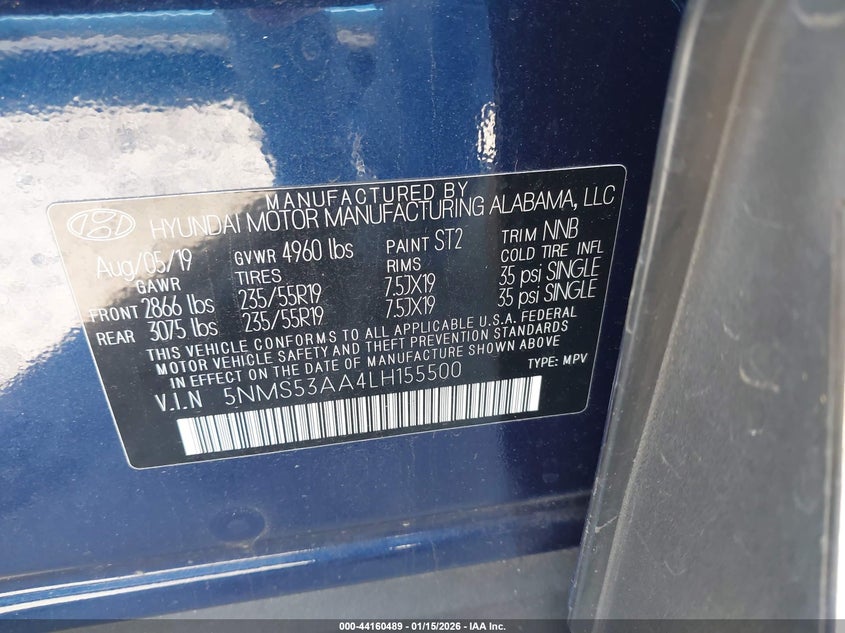 MANUFACTURED BY
HYUNDAI MOTOR MANUFACTURING ALABAMA, LLC
Aug/05/19 GVWR 4960 lbs PAINT ST2 TRIM NNB
GAWR TIRES RIMS COLD TIRE INFL
FRONT 2866 lbs 235/55R19 7.5JX19 35 psi SINGLE
REAR 3075 lbs 235/55R19 7.5JX19 35 psi SINGLE
THIS VEHICLE CONFORMS TO ALL APPLICABLE U.S.A. FEDERAL
MOTOR VEHICLE SAFETY AND THEFT PREVENTION STANDARDS
IN EFFECT ON THE DATE OF MANUFACTURE SHOWN ABOVE
V.I.N 5NMS53AA4LH155500 TYPE: MPV
000-44160489 - 01/15/2026 - IAA Inc.